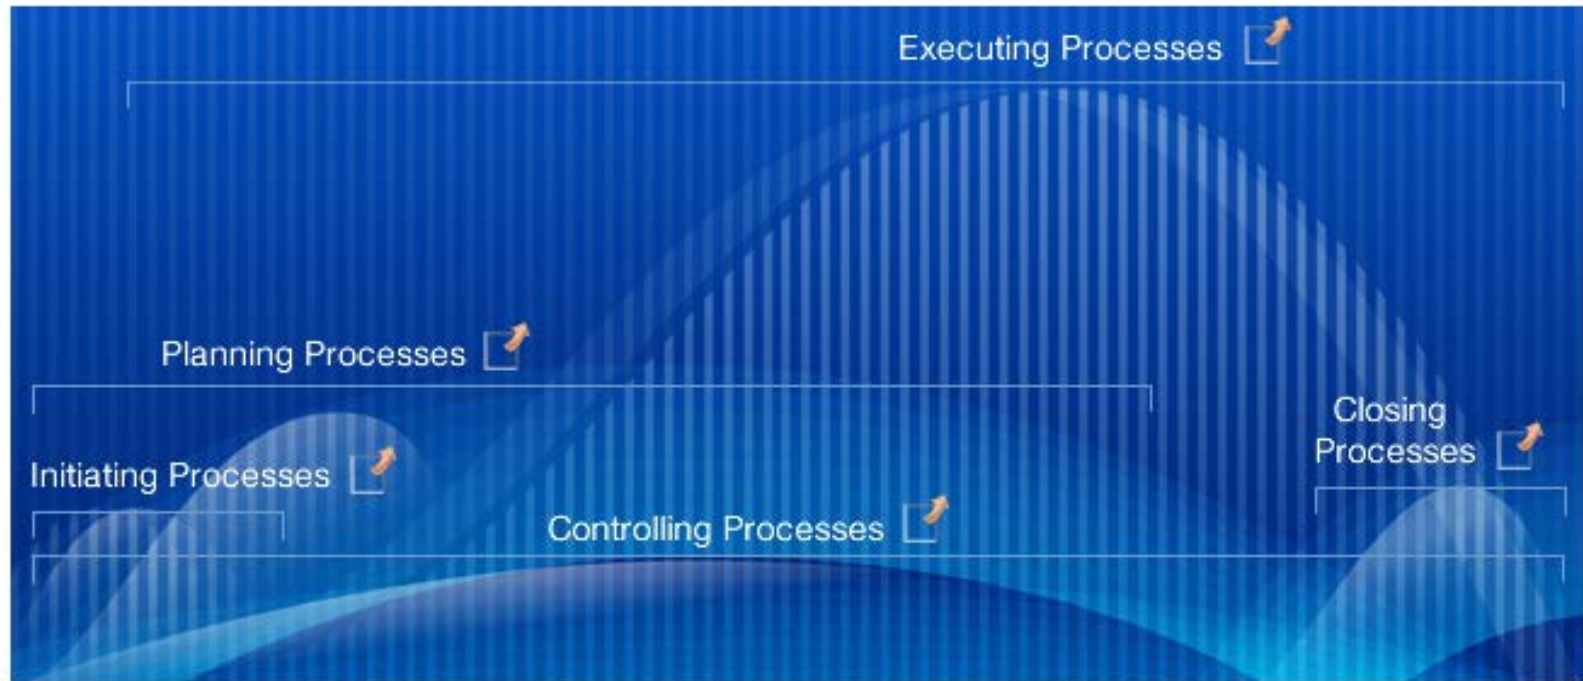 Executing Processes
Planning Processes
Closing
Processes
Initiating Processes
Controlling Processes